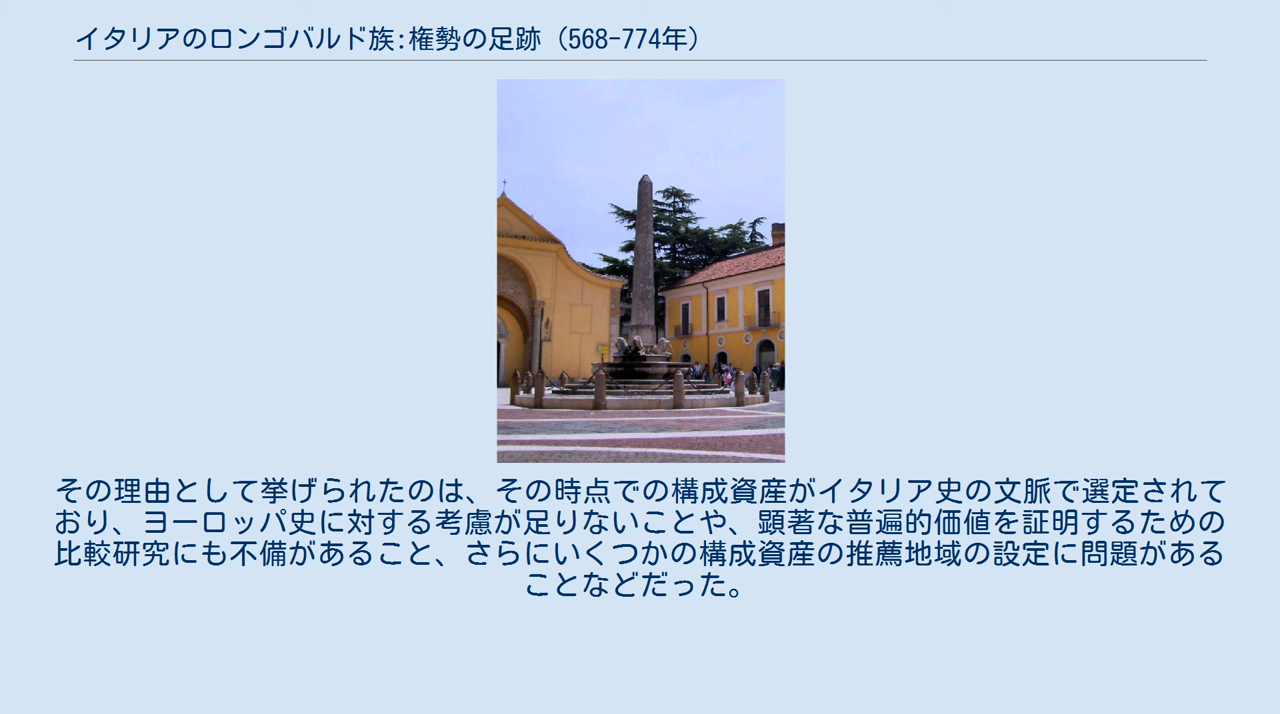 イタリアのロンゴバルド族:権勢の足跡（568-774年）
その理由として挙げられたのは、その時点での構成資産がイタリア史の文脈で選定されて
おり、ヨーロッパ史に対する考慮が足りないことや、顕著な普遍的価値を証明するための
比較研究にも不備があること、さらにいくつかの構成資産の推薦地域の設定に問題がある
ことなどだった。